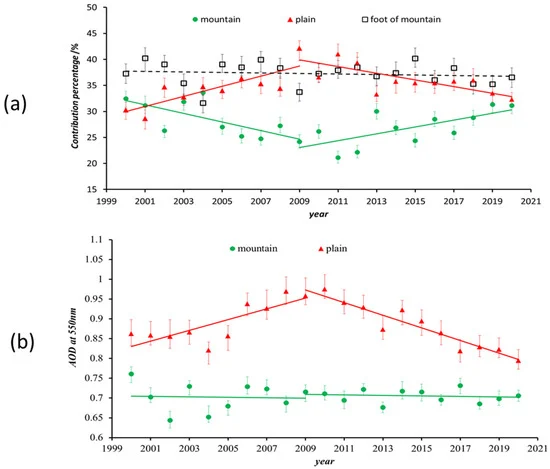 50
mountain plain foot of mountain
45
40
35
30
25
20
15
Contribution percentage /%
(a)
1999 2001 2003 2005 2007 2009 2011 2013 2015 2017 2019 2021
year
1.1
mountain plain
1.05
1
0.95
0.9
0.85
0.8
0.75
0.7
0.65
0.6
AOD at 550nm
(b)
1999 2001 2003 2005 2007 2009 2011 2013 2015 2017 2019 2021
year